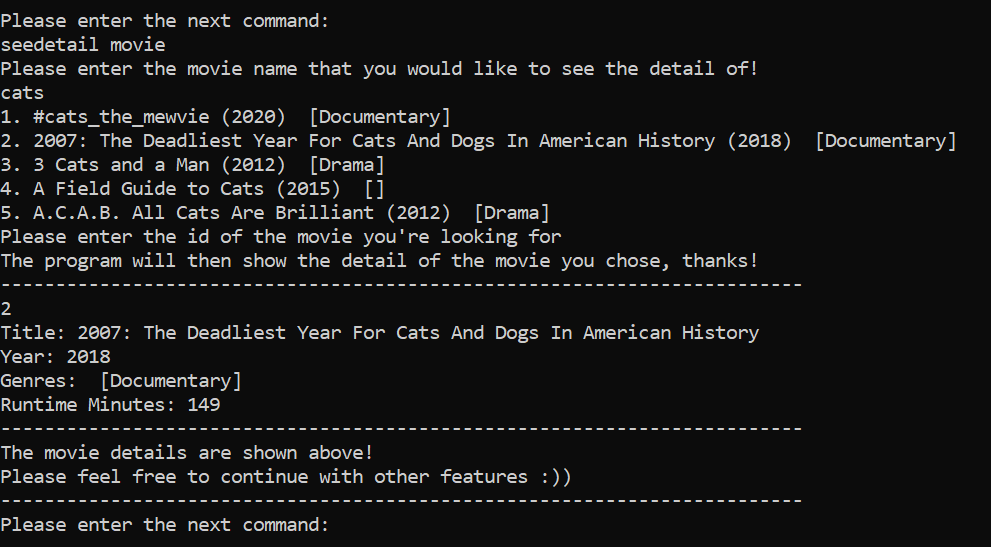 Please enter the next command:
seedetail movie
Please enter the movie name that you would like to see the detail of!
cats
1. #cats_the_mewvie (2020)  [Documentary]
2. 2007: The Deadliest Year For Cats And Dogs In American History (2018)  [Documentary]
3. 3 Cats and a Man (2012)  [Drama]
4. A Field Guide to Cats (2015)  []
5. A.C.A.B. All Cats Are Brilliant (2012)  [Drama]
Please enter the id of the movie you're looking for
The program will then show the detail of the movie you chose, thanks!
-------------------------------------------------------------------------
2
Title: 2007: The Deadliest Year For Cats And Dogs In American History
Year: 2018
Genres:  [Documentary]
Runtime Minutes: 149
-------------------------------------------------------------------------
The movie details are shown above!
Please feel free to continue with other features :))
-------------------------------------------------------------------------
Please enter the next command: